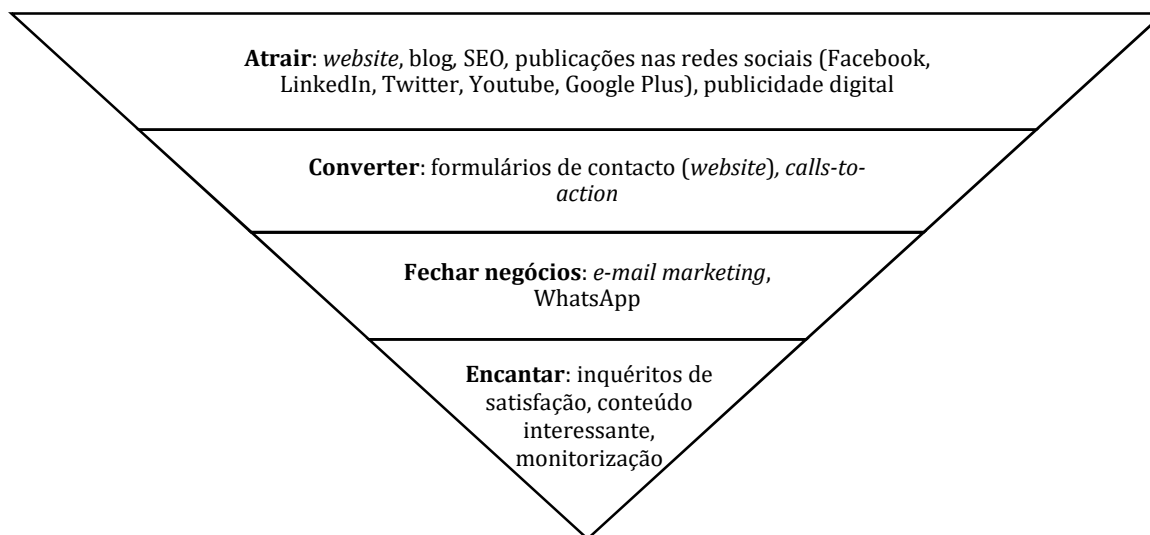 Atrair: website, blog, SEO, publicações nas redes sociais (Facebook,
LinkedIn, Twitter, Youtube, Google Plus), publicidade digital
Converter: formulários de contacto (website), calls-to-
action
Fechar negócios: e-mail marketing,
WhatsApp
Encantar: inquéritos de
satisfação, conteúdo
interessante,
monitorização